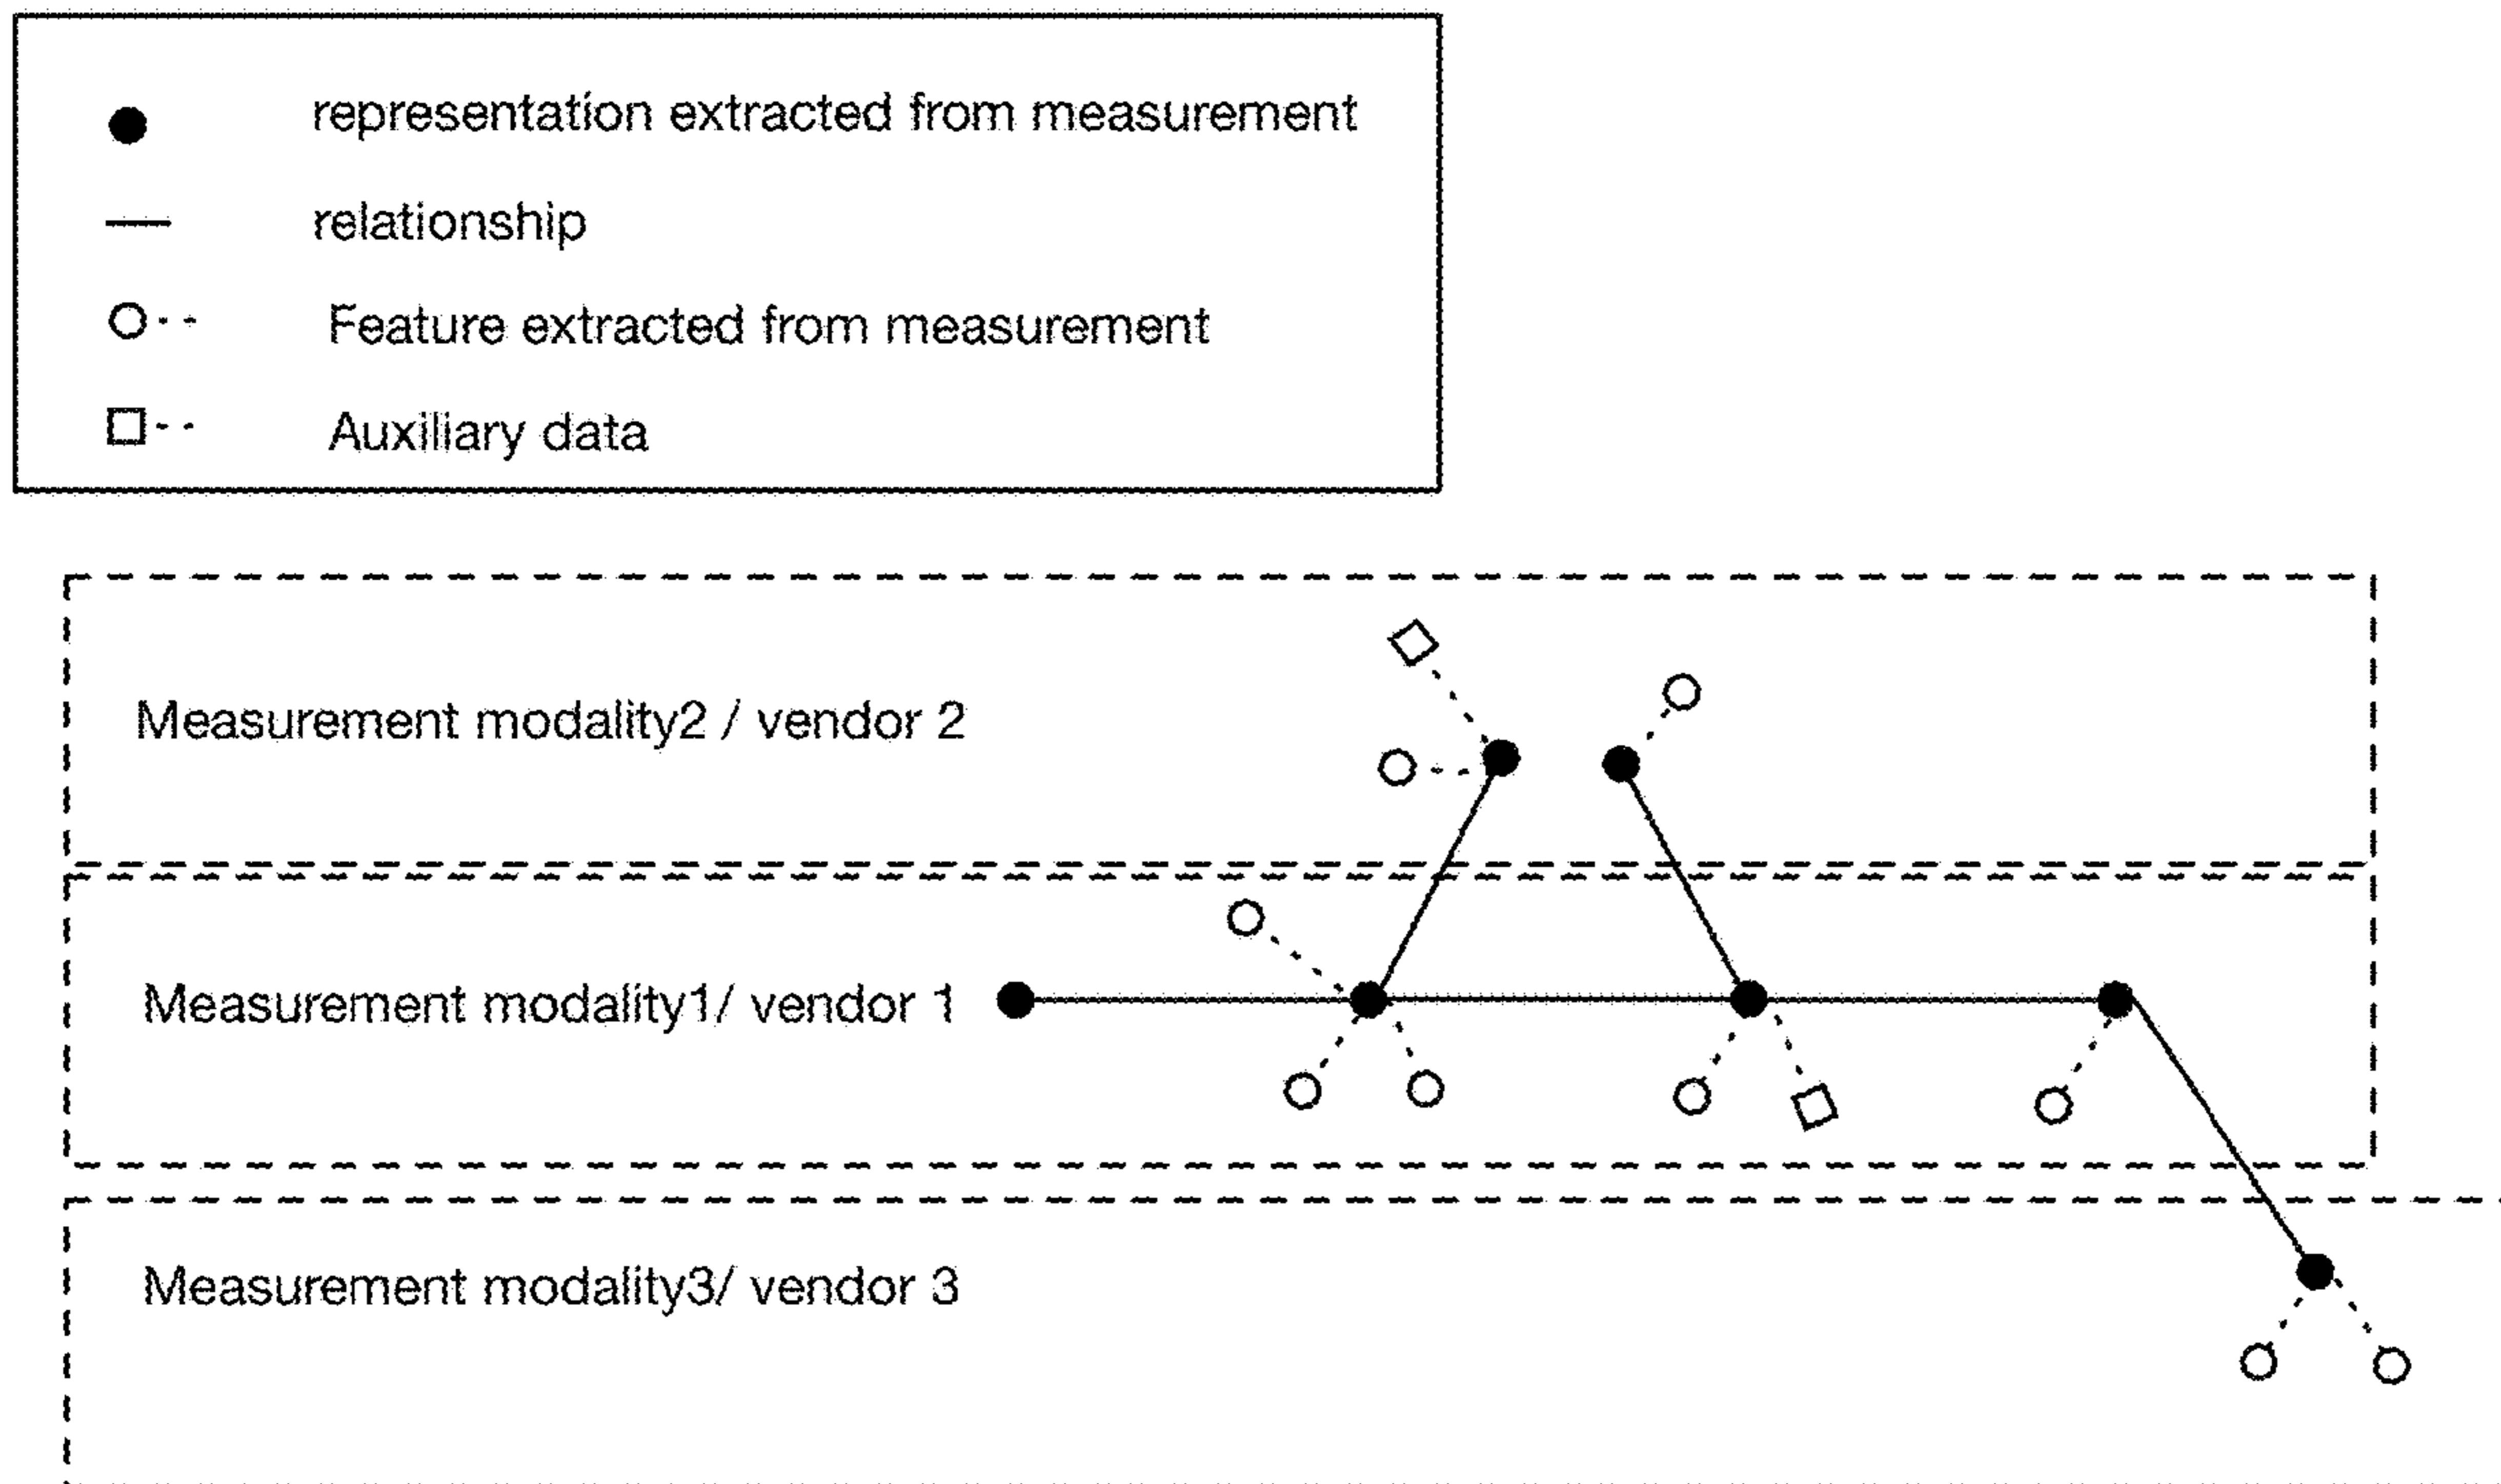 representation extracted from measurement
relationship
Feature extracted from measurement
Auxiliary data
Measurement modality2 / vendor 2
Measurement modality1/ vendor 1
Measurement modality3/ vendor 3